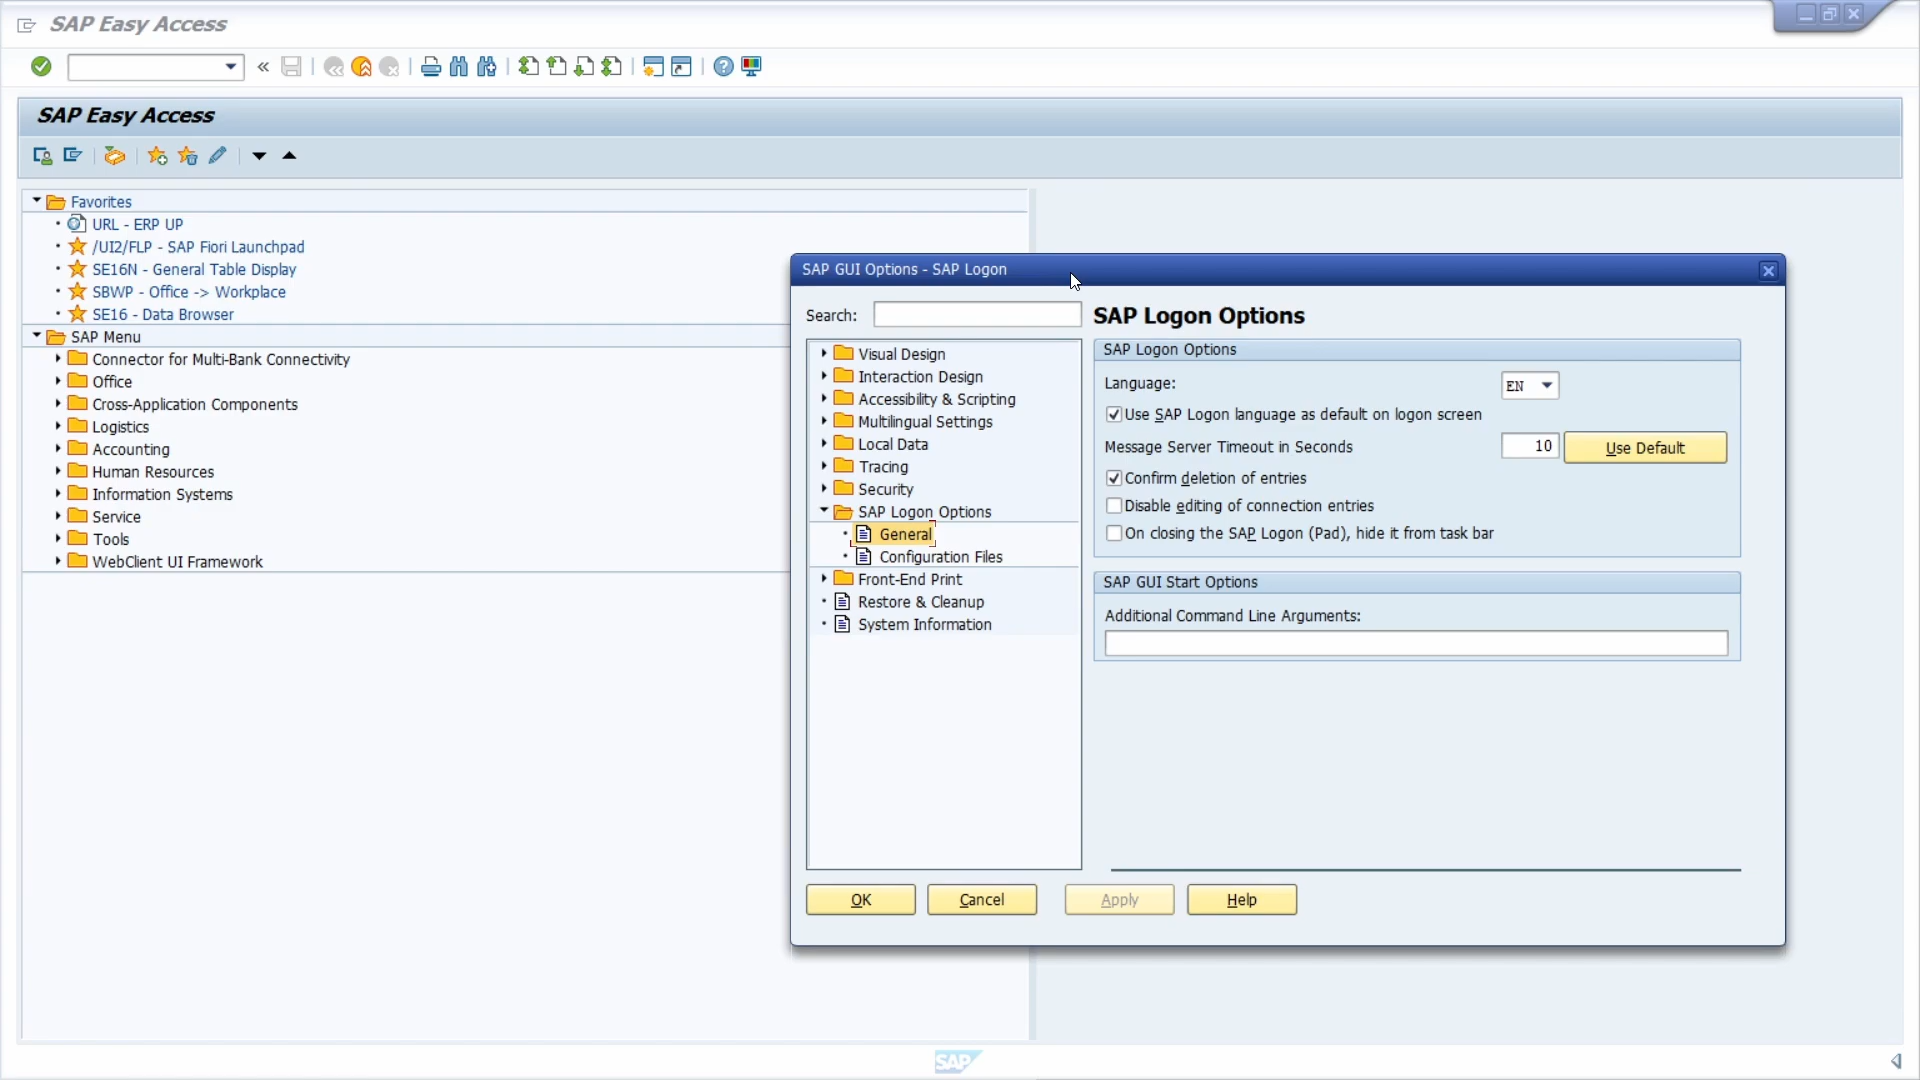 SAP Easy Access
SAP Easy Access
Favorites
URL - ERP UP
/UI2/FLP - SAP Fiori Launchpad
SE16N - General Table Display
SBWP - Office -> Workplace
SE16 - Data Browser
SAP Menu
Connector for Multi-Bank Connectivity
Office
Cross-Application Components
Logistics
Accounting
Human Resources
Information Systems
Service
Tools
WebClient UI Framework
SAP GUI Options - SAP Logon
Search:
Visual Design
Interaction Design
Accessibility & Scripting
Multilingual Settings
Local Data
Tracing
Security
SAP Logon Options
General
Configuration Files
Front-End Print
Restore & Cleanup
System Information
SAP Logon Options
SAP Logon Options
Language: EN
Use SAP Logon language as default on logon screen
Message Server Timeout in Seconds 10 Use Default
Confirm deletion of entries
Disable editing of connection entries
On closing the SAP Logon (Pad), hide it from task bar
SAP GUI Start Options
Additional Command Line Arguments:
OK Cancel Apply Help
SAP